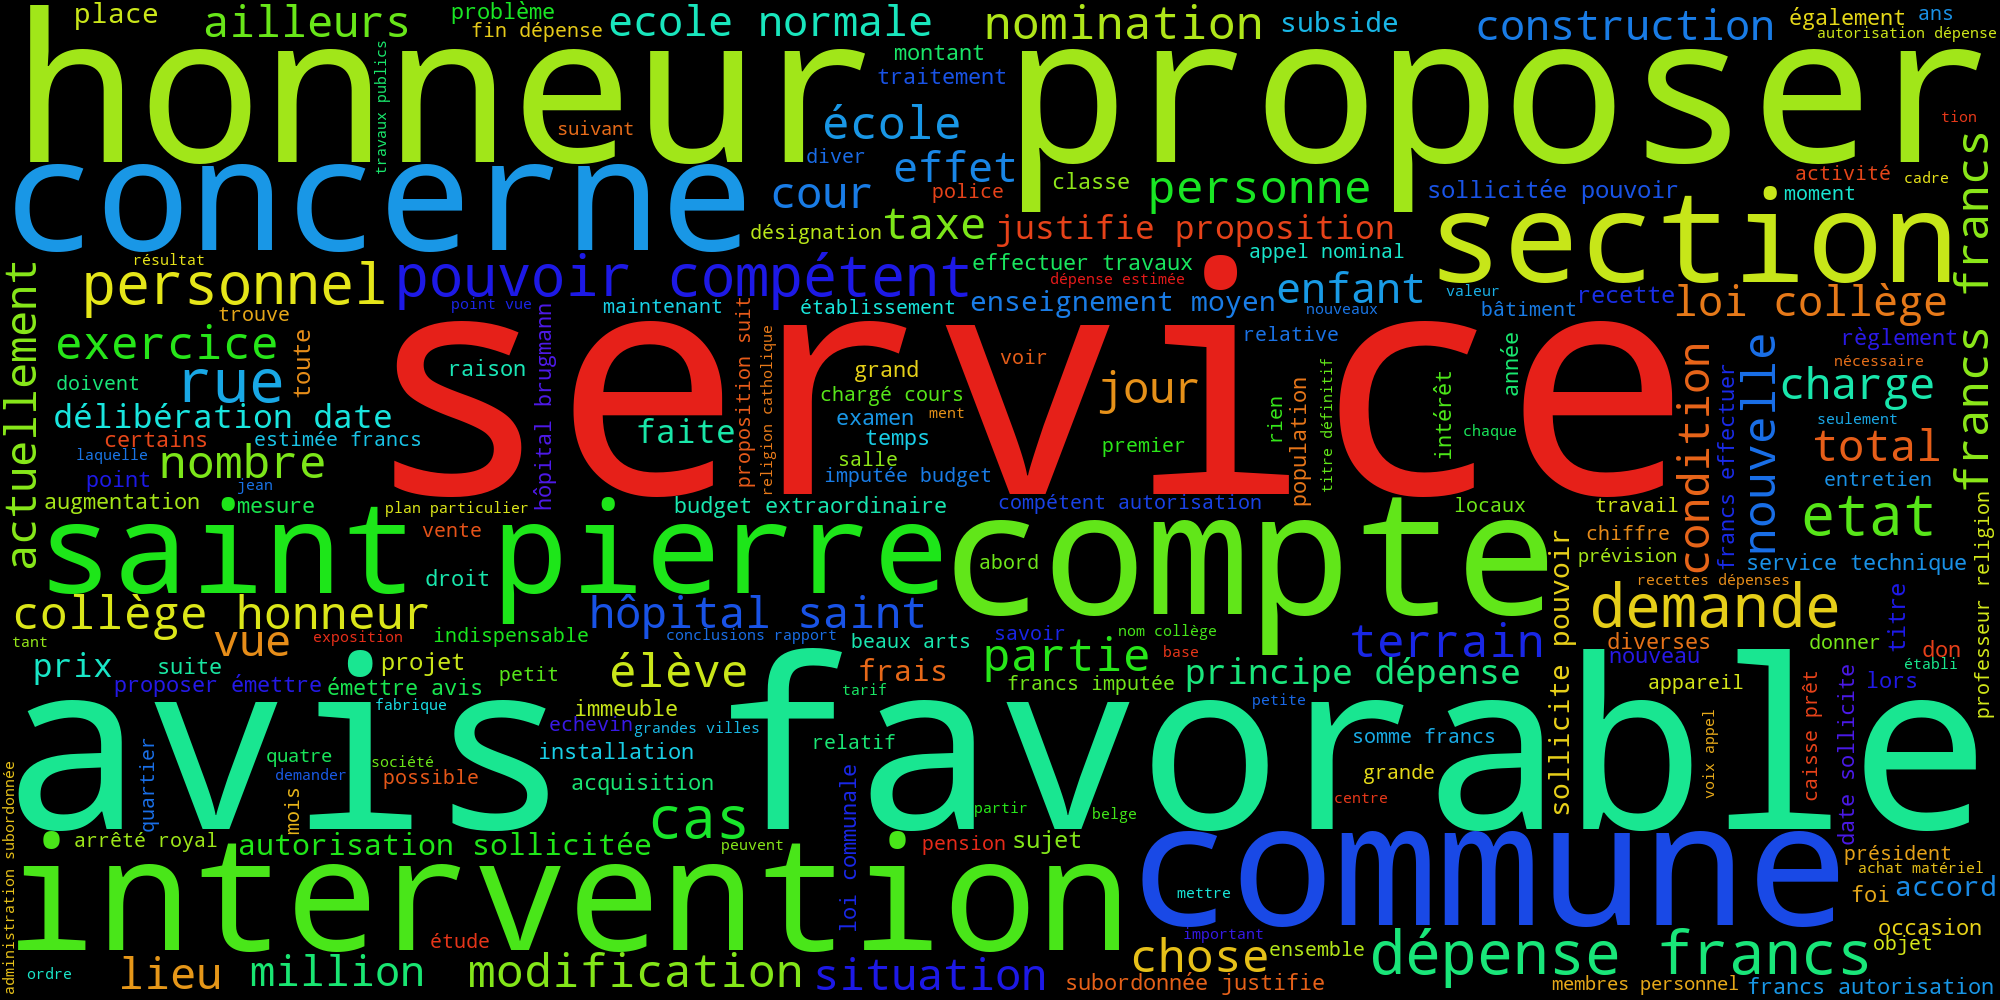 place
ailleurs
problème
fin dépense
ecole normale
nomination
subside
construction
également
ans
autorisation dépense
honneur proposer
travaux publics
montant
traitement
suivant
école
tion
concerne
diver
effet
cour
police
classe
personne
sollicitée pouvoir
activité
cadre
moment
section
francs francs
désignation
taxe
justifie proposition
appel nominal
résultat
personnel
pouvoir compétent
effectuer travaux
dépense estimée
enseignement moyen
enfant
valeur
bâtiment
recette
loi collège
actuellement
trouve
point vue
hôpital brugmann
maintenant
proposition suit
établissement
nouveaux
exercice
toute
service
religion catholique
relative
année
règlement
nécessaire
rue
doivent
raison
grand
voir
chargé cours
jour
titre définitif
intérêt
condition
francs effectuer
nouvelle
charge
délibération date
certains
estimée francs
faite
examen
ment
temps
premier
rien
population
chaque
seulement
total
laquelle
nombre
point
jean
salle
imputée budget
entretien
augmentation
mesure
plan particulier
budget extraordinaire
compétent autorisation
locaux
travail
etat
saint pierre
vente
compte
chiffre
prévision
service technique
droit
abord
sollicite pouvoir
recettes dépenses
professeur religion
collège honneur
hôpital saint
demande
titre
tant
vue
exposition
indispensable
conclusions rapport
beaux arts
savoir
nom collège
terrain
diverses
donner
don
prix
suite
projet
petit
élève
frais
partie
base
principe dépense
nouveau
établi
proposer émettre
émettre avis
tarif
francs imputée
appareil
lors
avis favorable
fabrique
immeuble
echevin
grandes villes
petite
caisse prêt
date sollicite
quartier
quatre
société
installation
relatif
somme francs
voix appel
demander
possible
acquisition
grande
administration subordonnée
mois
cas
loi communale
partir
belge
centre
arrêté royal
autorisation sollicitée
peuvent
pension
sujet
commune
président
achat matériel
intervention
mettre
foi
accord
étude
important
occasion
ordre
lieu
million
modification
situation
chose
ensemble
dépense francs
objet
subordonnée justifie
membres personnel
francs autorisation